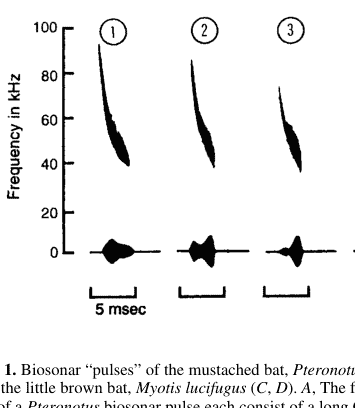 1 2 3
100
80
60
40
20
0
Frequency in kHz
5 msec
1. Biosonar “pulses” of the mustached bat, Pteronotu
the little brown bat, Myotis lucifugus (C, D). A, The f
of a Pteronotus biosonar pulse each consist of a long